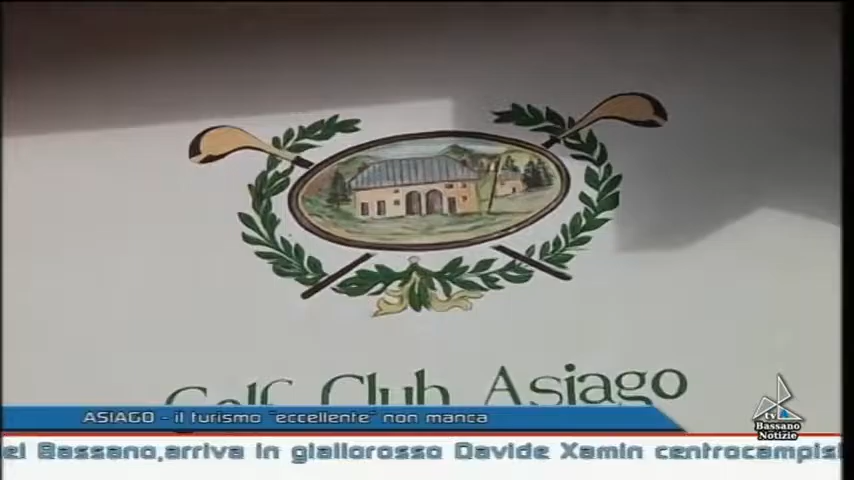 Golf Club Asiago
ASIAGO - il turismo "eccellente" non manca
tv
Bassano
Notizie
el Bassano,arriva in giallorosso Davide Xamin centrocampis